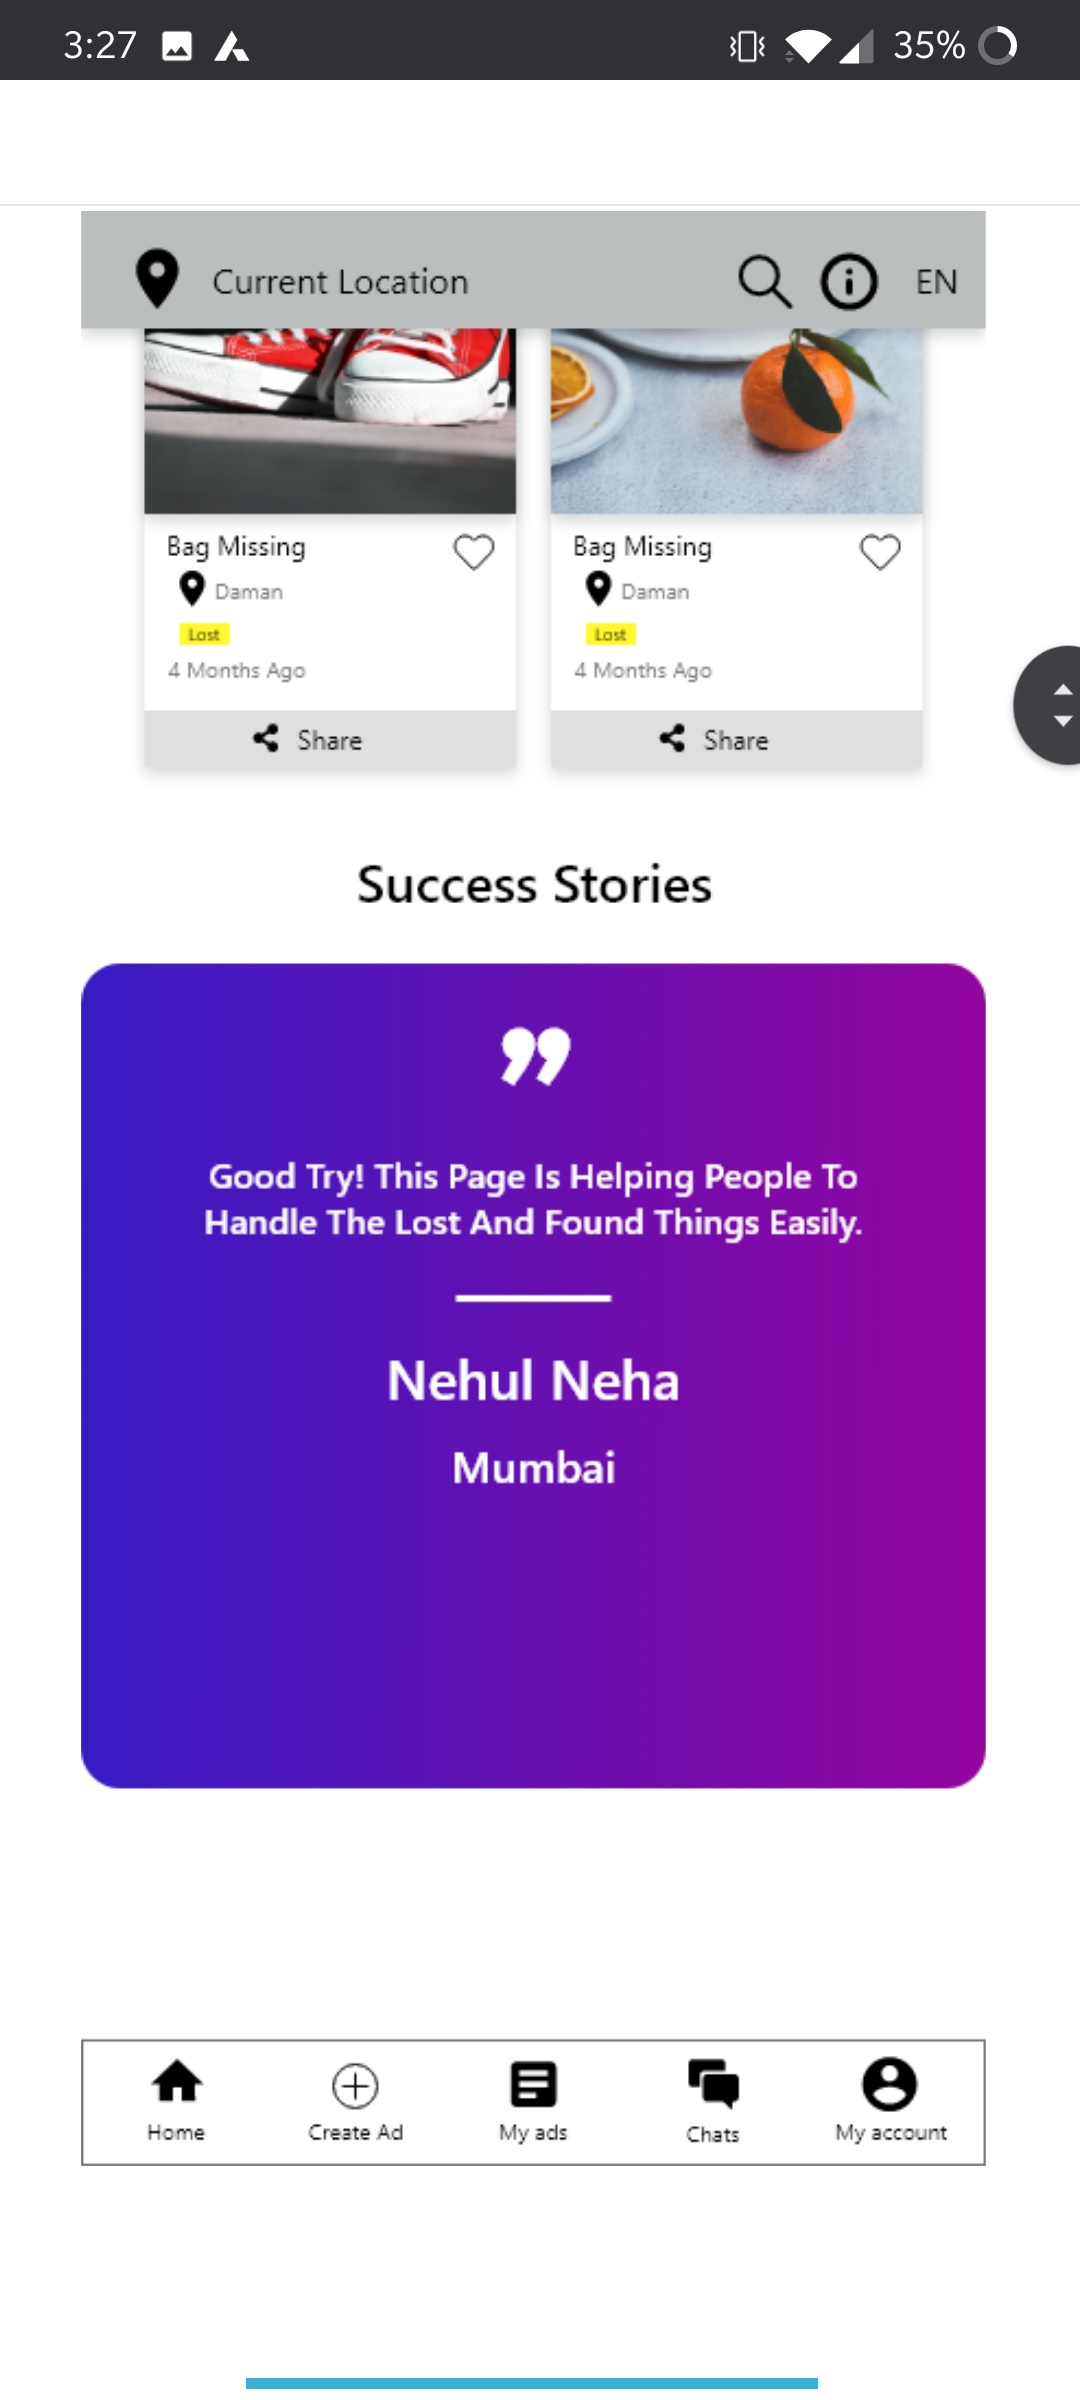 3:27
35%
Current Location
EN
Bag Missing
Daman
Lost
4 Months Ago
Share
Bag Missing
Daman
Lost
4 Months Ago
Share
Success Stories
Good Try! This Page Is Helping People To
Handle The Lost And Found Things Easily.
Nehul Neha
Mumbai
Home
Create Ad
My ads
Chats
My account